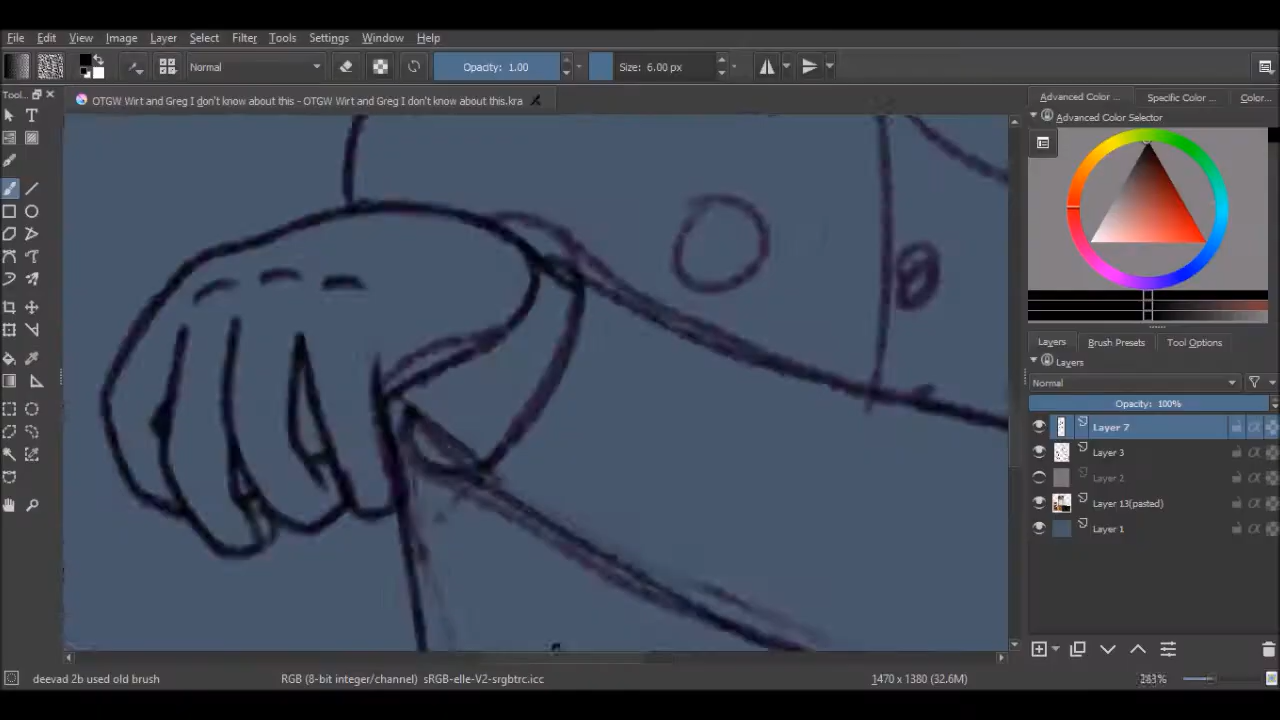 File Edit View Image Layer Select Filter Tools Settings Window Help
Normal Opacity: 1.00 Size: 6.00 px
Tool... OTGW Wirt and Greg I don't know about this - OTGW Wirt and Greg I don't know about this.kra
Advanced Color ... Specific Color ... Color...
Advanced Color Selector
Layers Brush Presets Tool Options
Layers
Normal
Opacity: 100%
Layer 7
Layer 3
Layer 2
Layer 13(pasted)
Layer 1
deevad 2b used old brush RGB (8-bit integer/channel) sRGB-elle-V2-srgbtrc.icc 1470 x 1380 (32.6M)